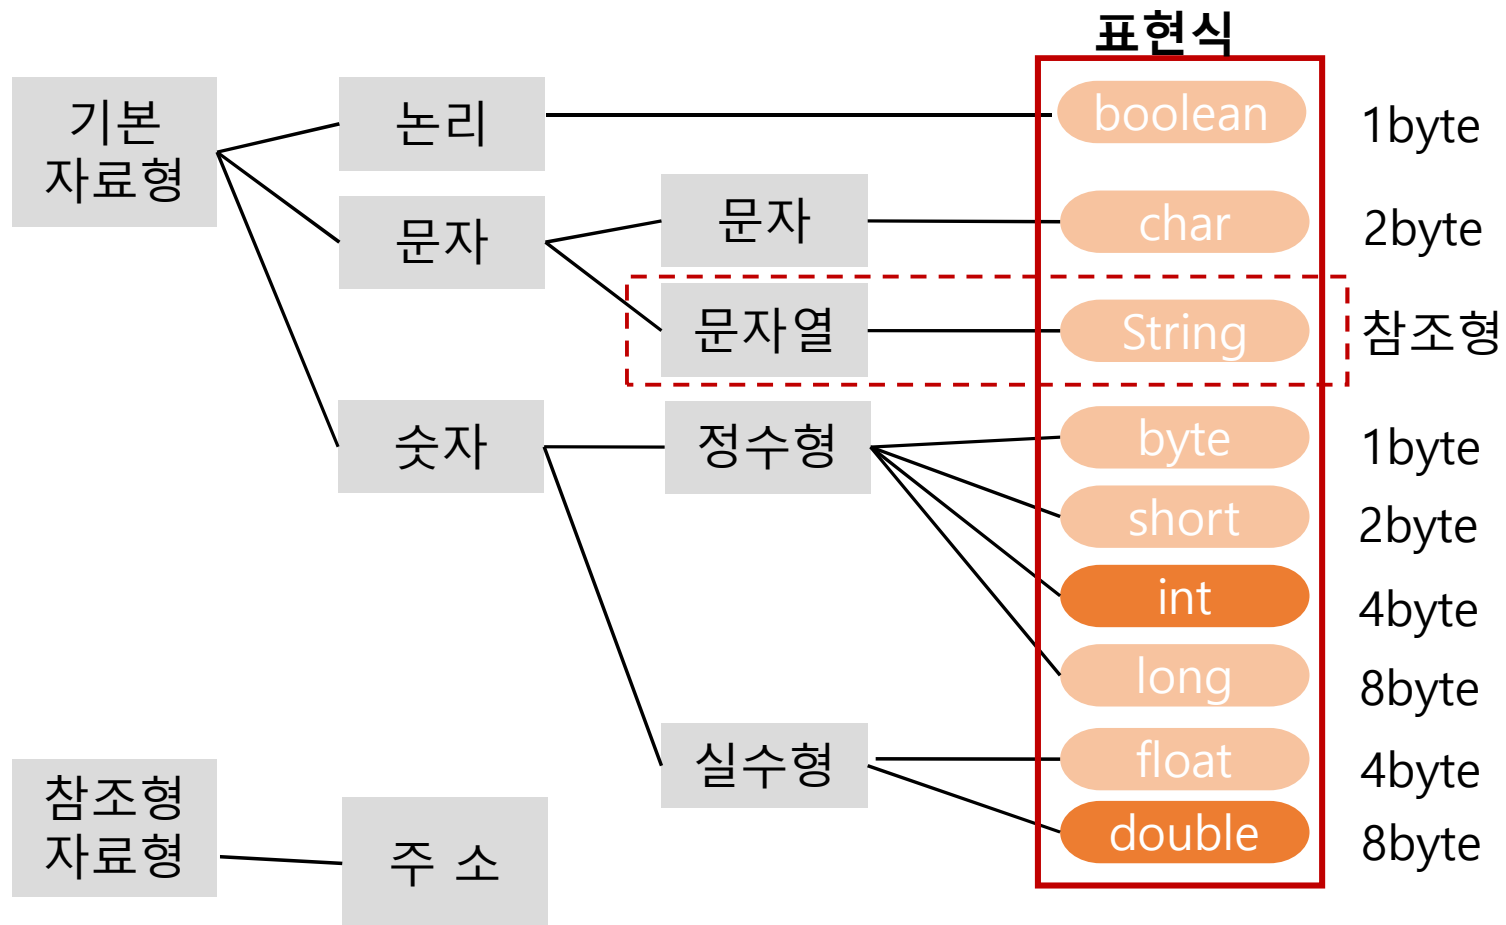 표현식
기본
자료형
논리
boolean
1byte
문자
문자
char
2byte
문자열
String
참조형
숫자
정수형
byte
1byte
short
2byte
int
4byte
long
8byte
실수형
float
4byte
double
8byte
참조형
자료형
주 소